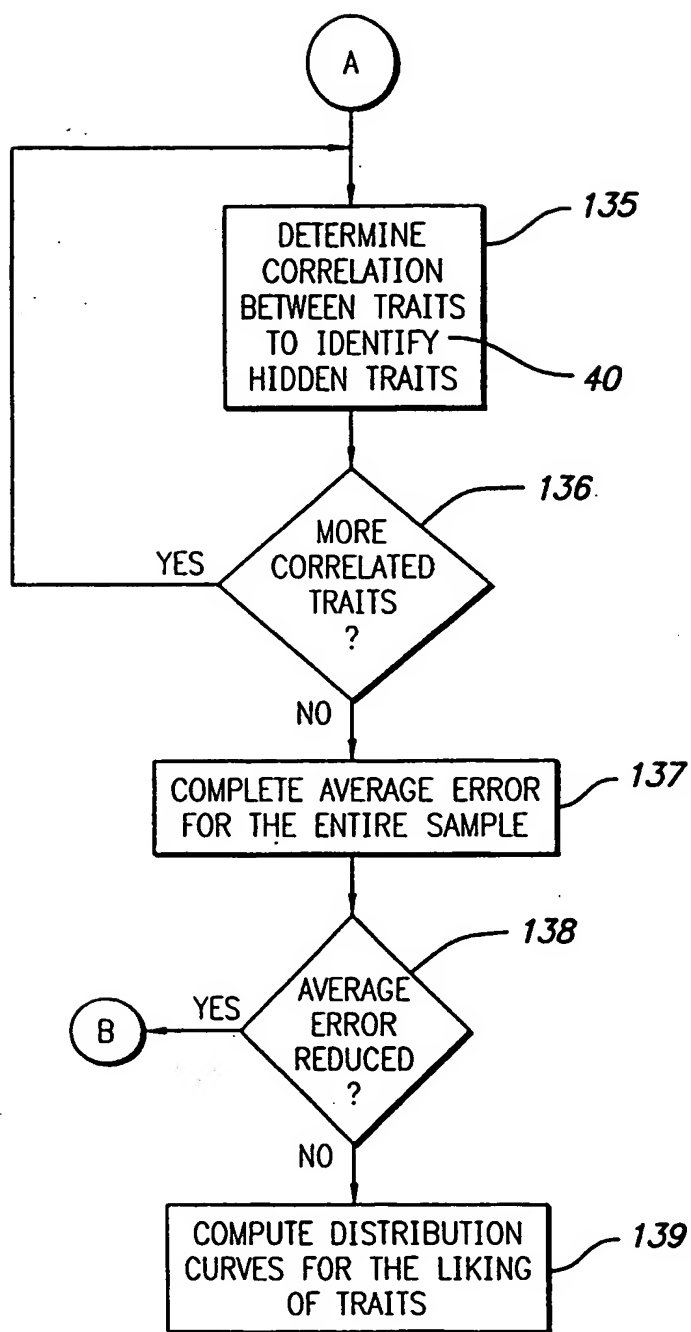 A
135
DETERMINE
CORRELATION
BETWEEN TRAITS
TO IDENTIFY
HIDDEN TRAITS
40
136
MORE
CORRELATED
TRAITS
?
YES
NO
137
COMPLETE AVERAGE ERROR
FOR THE ENTIRE SAMPLE
138
AVERAGE
ERROR
REDUCED
?
YES
B
NO
139
COMPUTE DISTRIBUTION
CURVES FOR THE LIKING
OF TRAITS